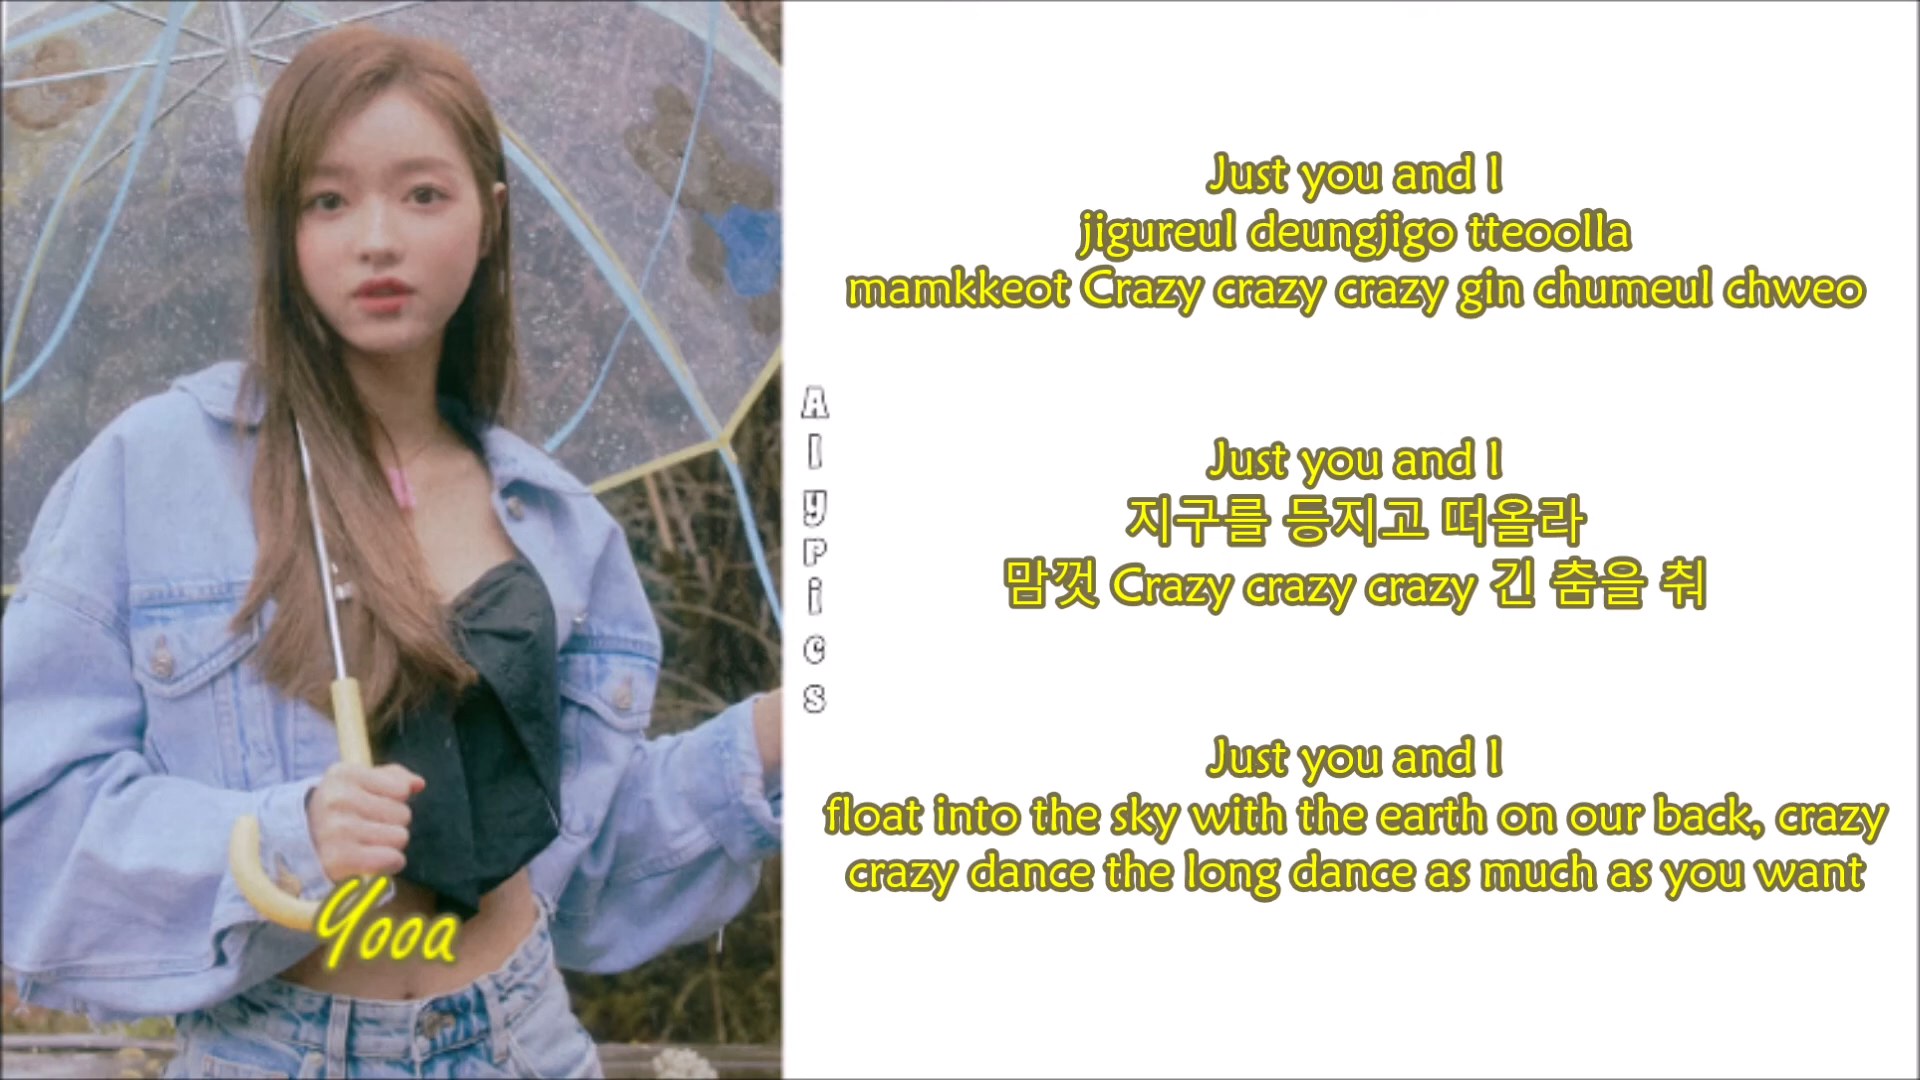 Just you and I
jigureul deungjigo tteoolla
mamkkeot Crazy crazy crazy gin chumeul chweo
Just you and I
지구를 등지고 떠올라
맘껏 Crazy crazy crazy 긴 춤을 춰
Just you and I
float into the sky with the earth on our back, crazy
crazy dance the long dance as much as you want
Alypics
Yooa